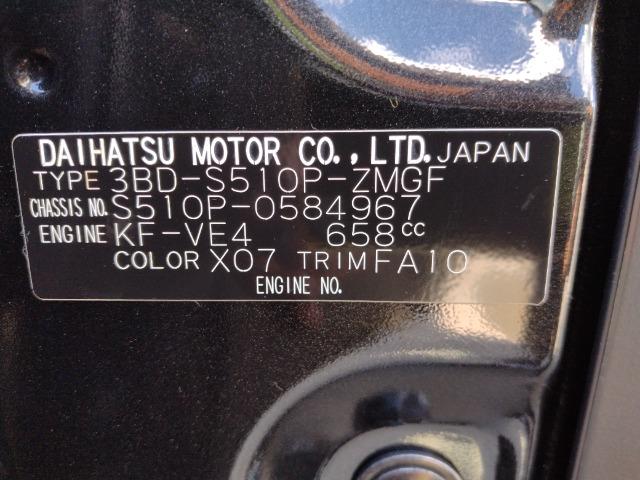 DAIHATSU MOTOR CO., LTD. JAPAN
TYPE 3BD-S510P-ZMGF
CHASSIS NO. S510P-0584967
ENGINE KF-VE4 658cc
COLOR X07 TRIM FA10
ENGINE NO.